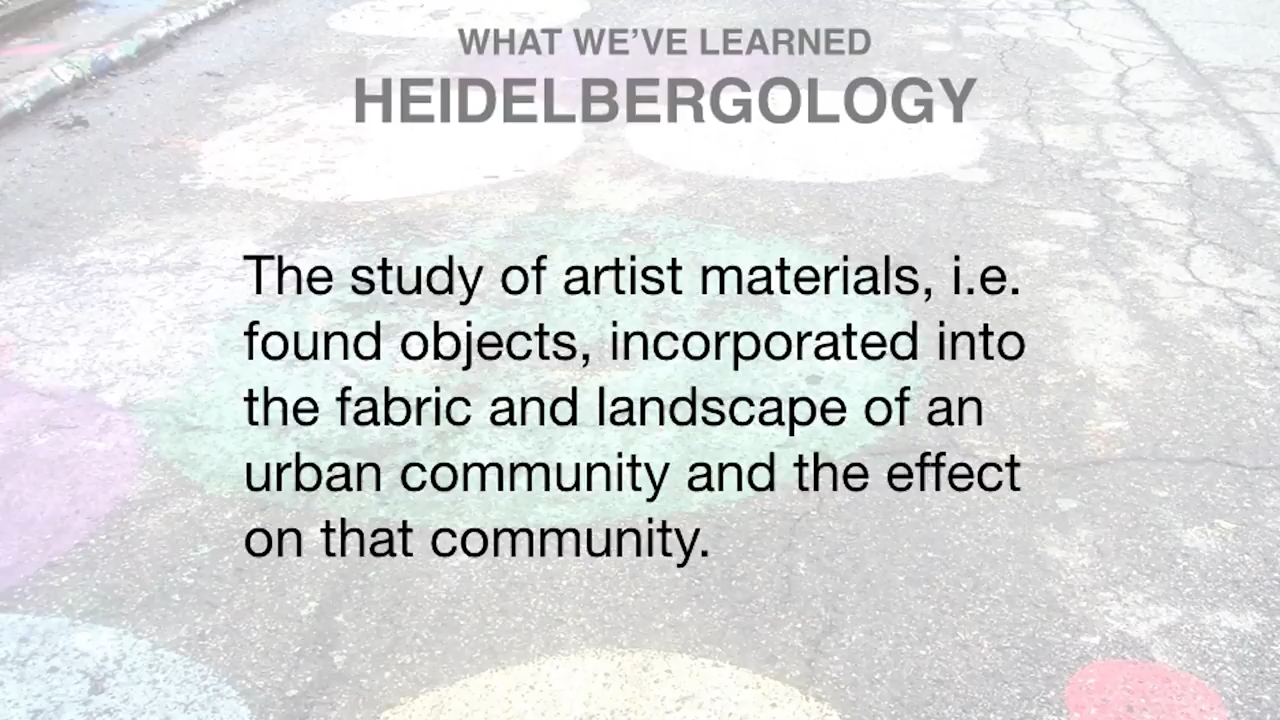 WHAT WE’VE LEARNED
HEIDELBERGOLOGY
The study of artist materials, i.e.
found objects, incorporated into
the fabric and landscape of an
urban community and the effect
on that community.